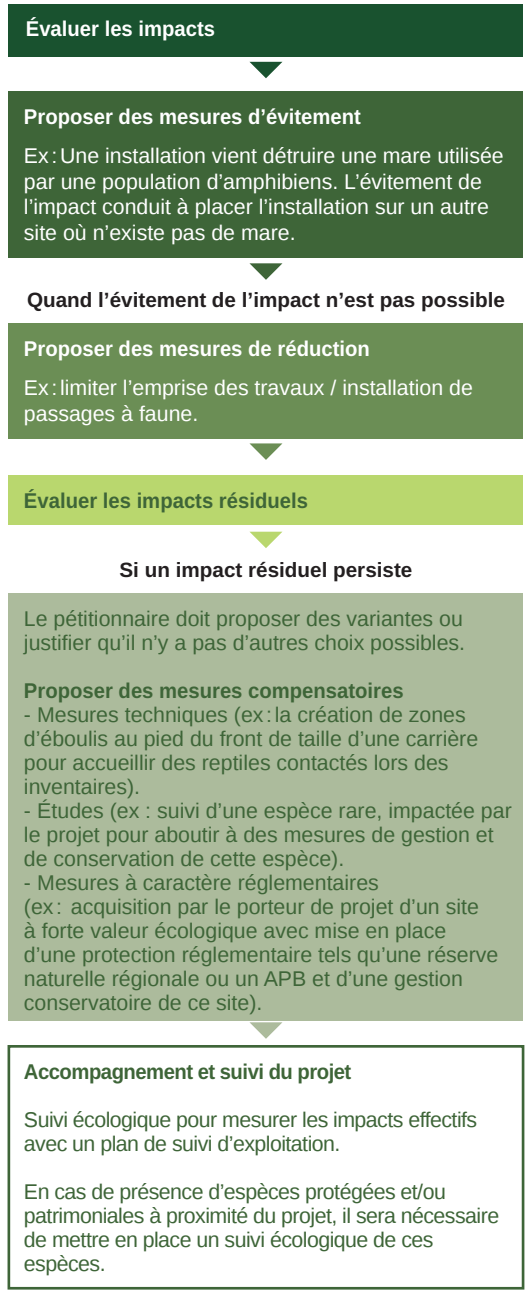 Évaluer les impacts
Proposer des mesures d'évitement
Ex : Une installation vient détruire une mare utilisée
par une population d'amphibiens. L'évitement de
l'impact conduit à placer l'installation sur un autre
site où n'existe pas de mare.
Quand l'évitement de l'impact n'est pas possible
Proposer des mesures de réduction
Ex : limiter l'emprise des travaux / installation de
passages à faune.
Évaluer les impacts résiduels
Si un impact résiduel persiste
Le pétitionnaire doit proposer des variantes ou
justifier qu'il n'y a pas d'autres choix possibles.
Proposer des mesures compensatoires
- Mesures techniques (ex : la création de zones
d'éboulis au pied du front de taille d'une carrière
pour accueillir des reptiles contactés lors des
inventaires).
- Études (ex : suivi d'une espèce rare, impactée par
le projet pour aboutir à des mesures de gestion et
de conservation de cette espèce).
- Mesures à caractère réglementaires
(ex : acquisition par le porteur de projet d'un site
à forte valeur écologique avec mise en place
d'une protection réglementaire tels qu'une réserve
naturelle régionale ou un APB et d'une gestion
conservatoire de ce site).
Accompagnement et suivi du projet
Suivi écologique pour mesurer les impacts effectifs
avec un plan de suivi d'exploitation.
En cas de présence d'espèces protégées et/ou
patrimoniales à proximité du projet, il sera nécessaire
de mettre en place un suivi écologique de ces
espèces.